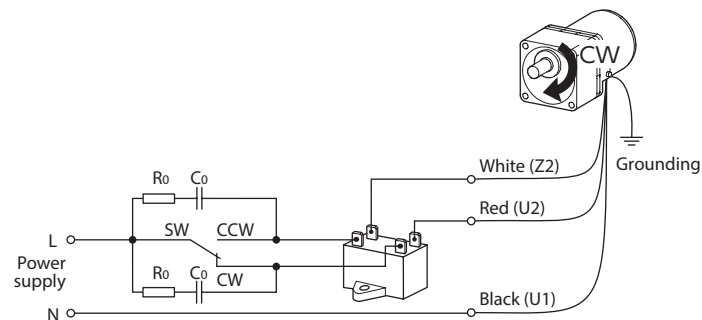 CW
White (Z2)
Grounding
R0 C0
Red (U2)
SW CCW
L
Power
supply
R0 C0 CW
Black (U1)
N